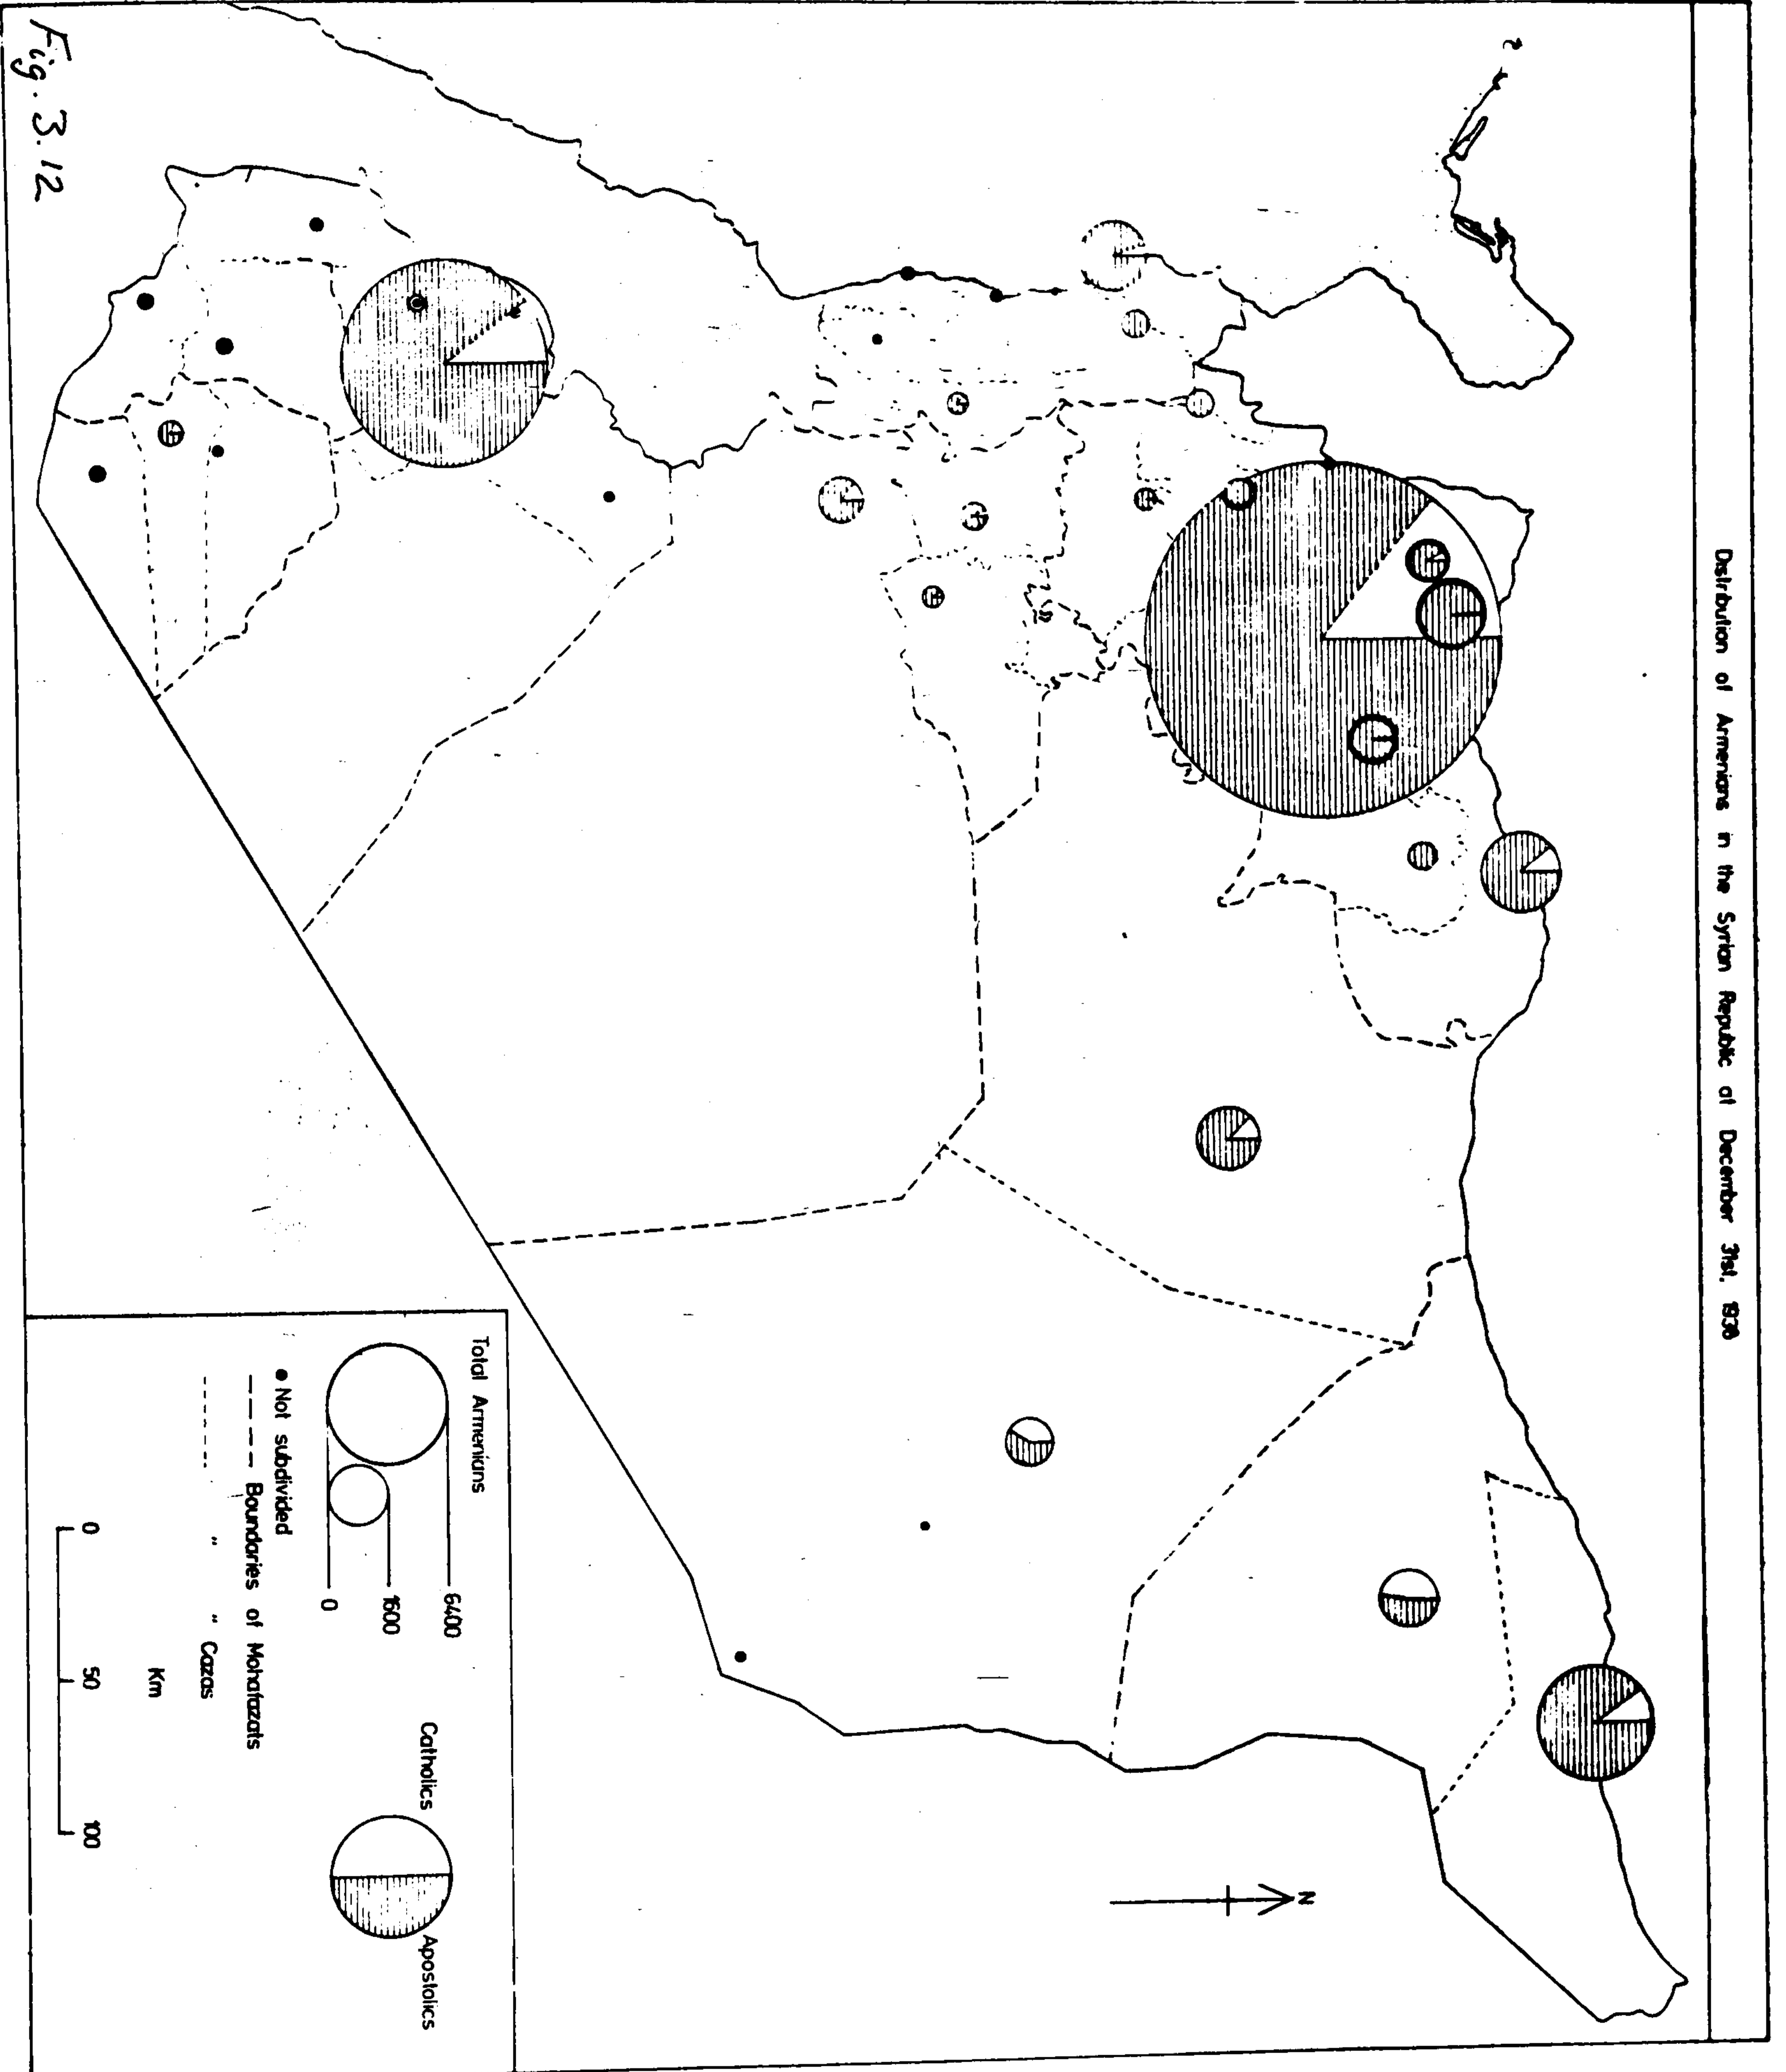 Distribution of Armenians in the Syrian Republic at December 31st. 1938
N
Total Armenians
6400
1600
0
Catholics
Apostolics
● Not subdivided
Boundaries of Mohafazats
" " Cazas
Km
0 50 100
Fig. 3.12